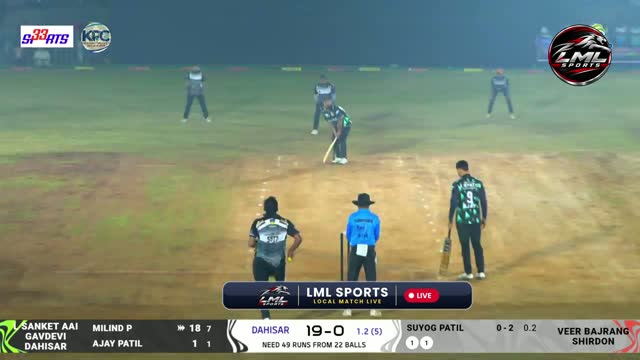 33
SPORTS
KPC
LML
SPORTS
9
LML SPORTS
LOCAL MATCH LIVE
LIVE
SANKET AAI
GAVDEVI
DAHISAR
MILIND P 18 7
AJAY PATIL 1 1
DAHISAR 19-0 1.2 (5)
NEED 49 RUNS FROM 22 BALLS
SUYOG PATIL 0 - 2 0.2
1 1
VEER BAJRANG
SHIRDON